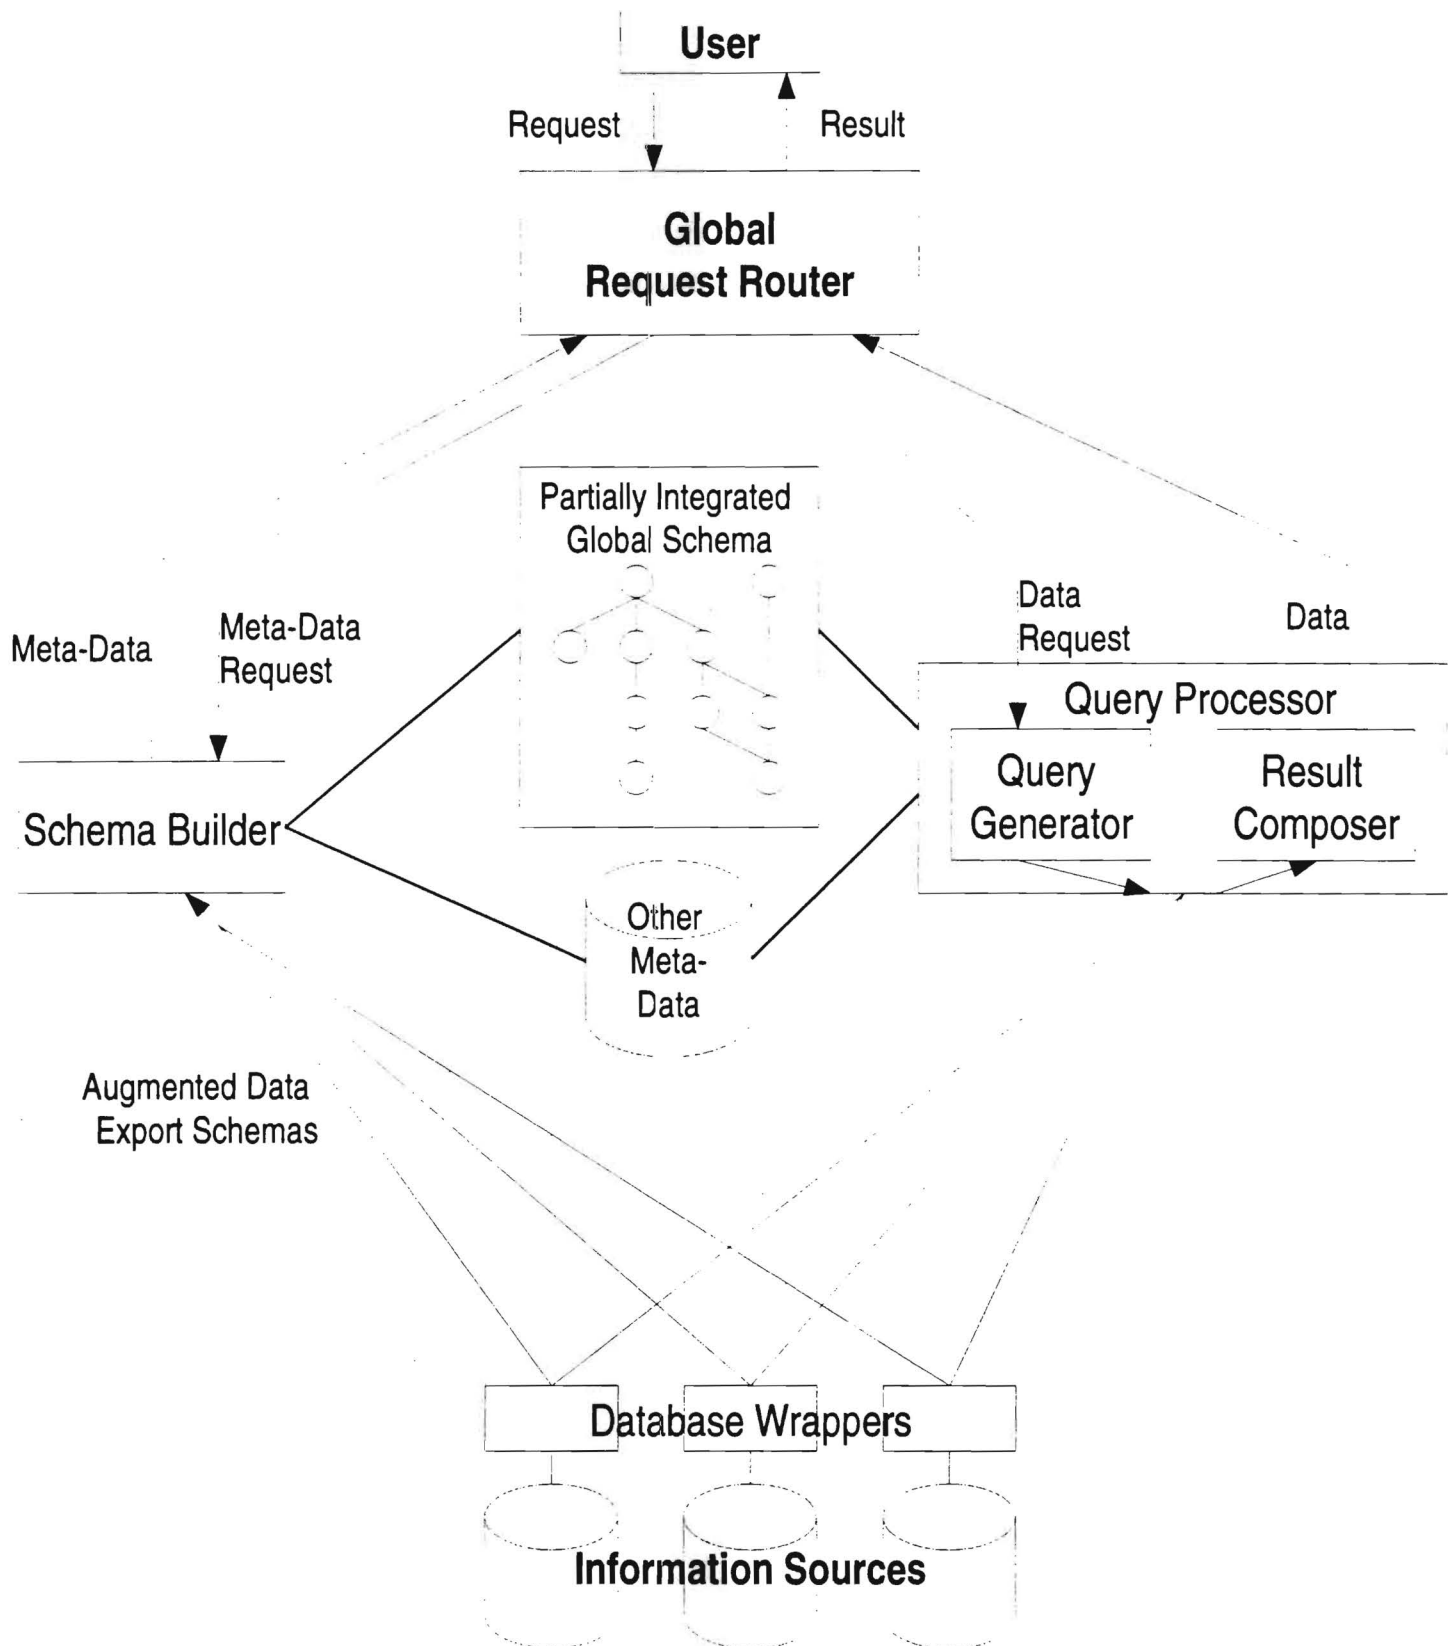 User
Request
Result
Global
Request Router
Partially Integrated
Global Schema
Meta-Data
Meta-Data
Request
Data
Request
Data
Query Processor
Query
Generator
Result
Composer
Schema Builder
Other
Meta-
Data
Augmented Data
Export Schemas
Database Wrappers
Information Sources